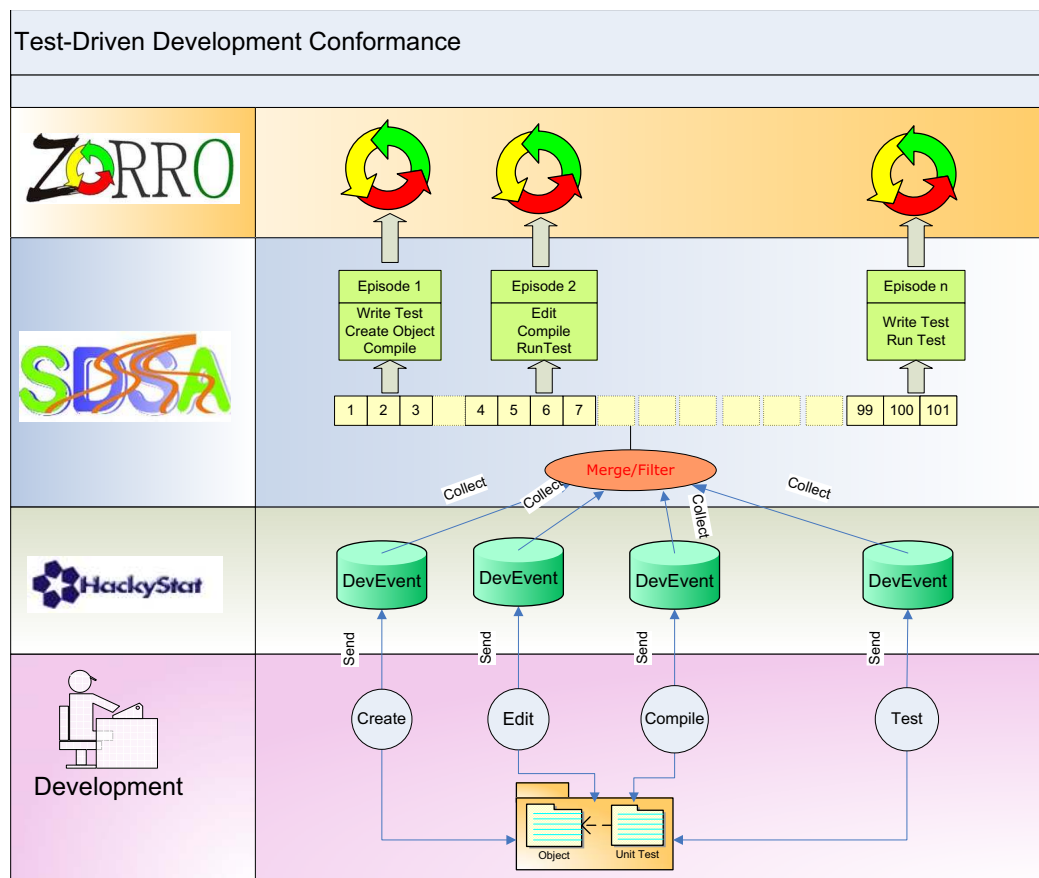 Test-Driven Development Conformance
ZORRO
Episode 1
Write Test
Create Object
Compile
Episode 2
Edit
Compile
RunTest
Episode n
Write Test
Run Test
SDSA
1 2 3 4 5 6 7 99 100 101
Merge/Filter
Collect
Collect
Collect
Collect
HackyStat
DevEvent
DevEvent
DevEvent
DevEvent
Send
Send
Send
Send
Create
Edit
Compile
Test
Development
Object
Unit Test